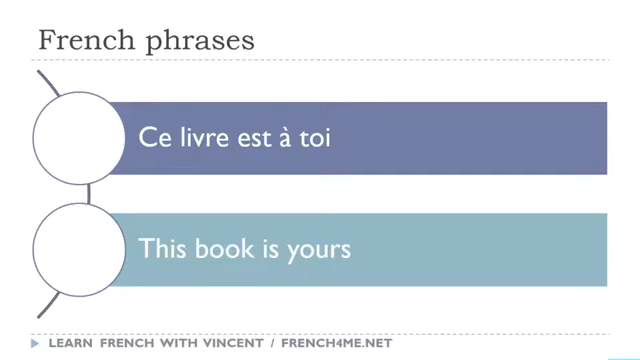 French phrases
Ce livre est à toi
This book is yours
LEARN FRENCH WITH VINCENT / FRENCH4ME.NET